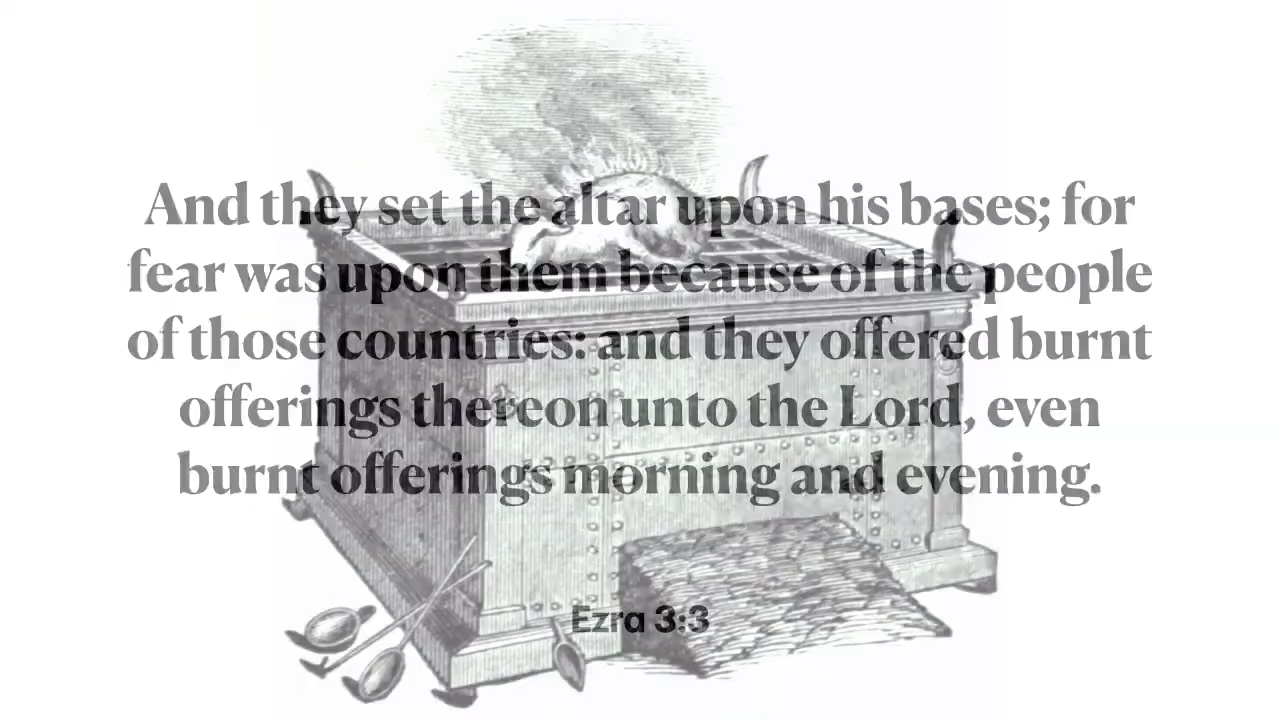 And they set the altar upon his bases; for
fear was upon them because of the people
of those countries: and they offered burnt
offerings thereon unto the Lord, even
burnt offerings morning and evening.
Ezra 3:3